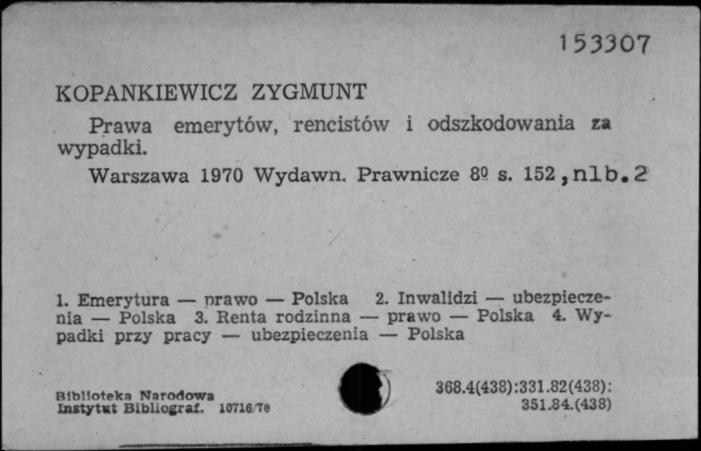 153307
KOPANKIEWICZ ZYGMUNT
Prawa emerytów, rencistów i odszkodowania za
wypadki.
Warszawa 1970 Wydawn. Prawnicze 8º s. 152,nlb.2
1. Emerytura — prawo — Polska 2. Inwalidzi — ubezpiecze-
nia — Polska 3. Renta rodzinna — prawo — Polska 4. Wy-
padki przy pracy — ubezpieczenia — Polska
Biblioteka Narodowa
Instytut Bibliograf. 10716/70
368.4(438):331.82(438):
351.84.(438)